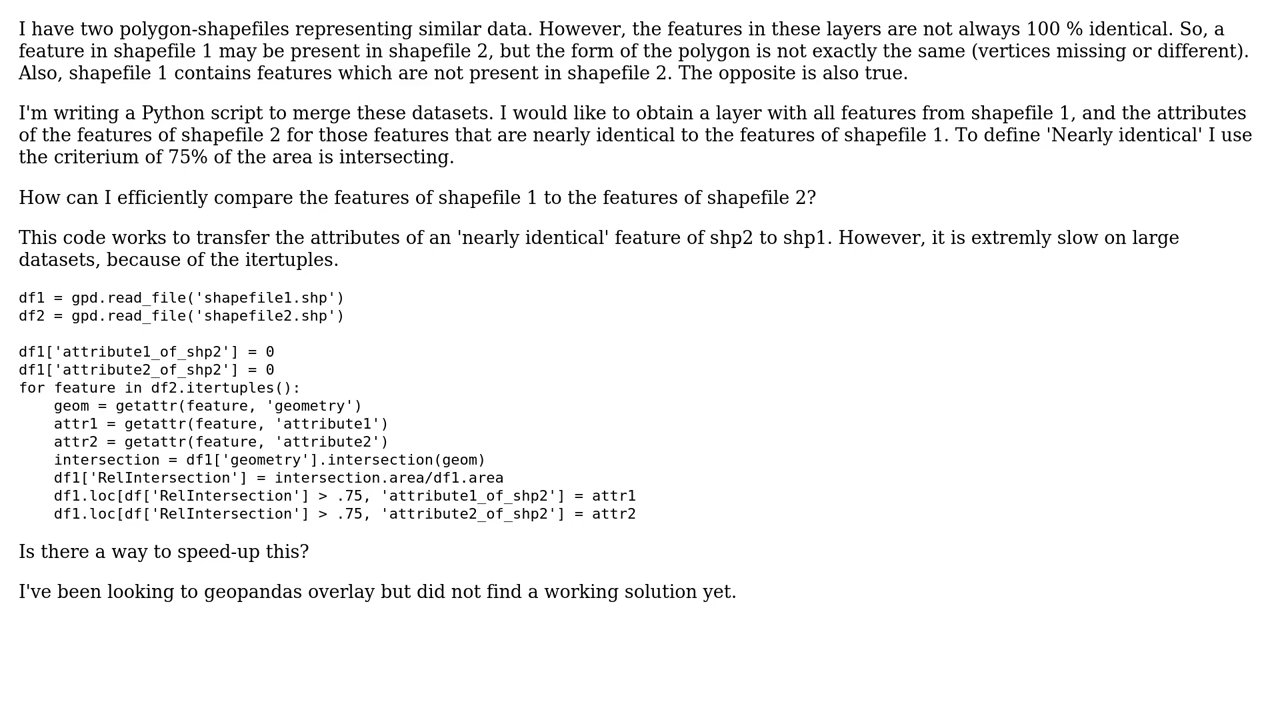 I have two polygon-shapefiles representing similar data. However, the features in these layers are not always 100 % identical. So, a
feature in shapefile 1 may be present in shapefile 2, but the form of the polygon is not exactly the same (vertices missing or different).
Also, shapefile 1 contains features which are not present in shapefile 2. The opposite is also true.
I'm writing a Python script to merge these datasets. I would like to obtain a layer with all features from shapefile 1, and the attributes
of the features of shapefile 2 for those features that are nearly identical to the features of shapefile 1. To define 'Nearly identical' I use
the criterium of 75% of the area is intersecting.
How can I efficiently compare the features of shapefile 1 to the features of shapefile 2?
This code works to transfer the attributes of an 'nearly identical' feature of shp2 to shp1. However, it is extremly slow on large
datasets, because of the itertuples.
df1 = gpd.read_file('shapefile1.shp')
df2 = gpd.read_file('shapefile2.shp')
df1['attribute1_of_shp2'] = 0
df1['attribute2_of_shp2'] = 0
for feature in df2.itertuples():
    geom = getattr(feature, 'geometry')
    attr1 = getattr(feature, 'attribute1')
    attr2 = getattr(feature, 'attribute2')
    intersection = df1['geometry'].intersection(geom)
    df1['RelIntersection'] = intersection.area/df1.area
    df1.loc[df['RelIntersection'] > .75, 'attribute1_of_shp2'] = attr1
    df1.loc[df['RelIntersection'] > .75, 'attribute2_of_shp2'] = attr2
Is there a way to speed-up this?
I've been looking to geopandas overlay but did not find a working solution yet.